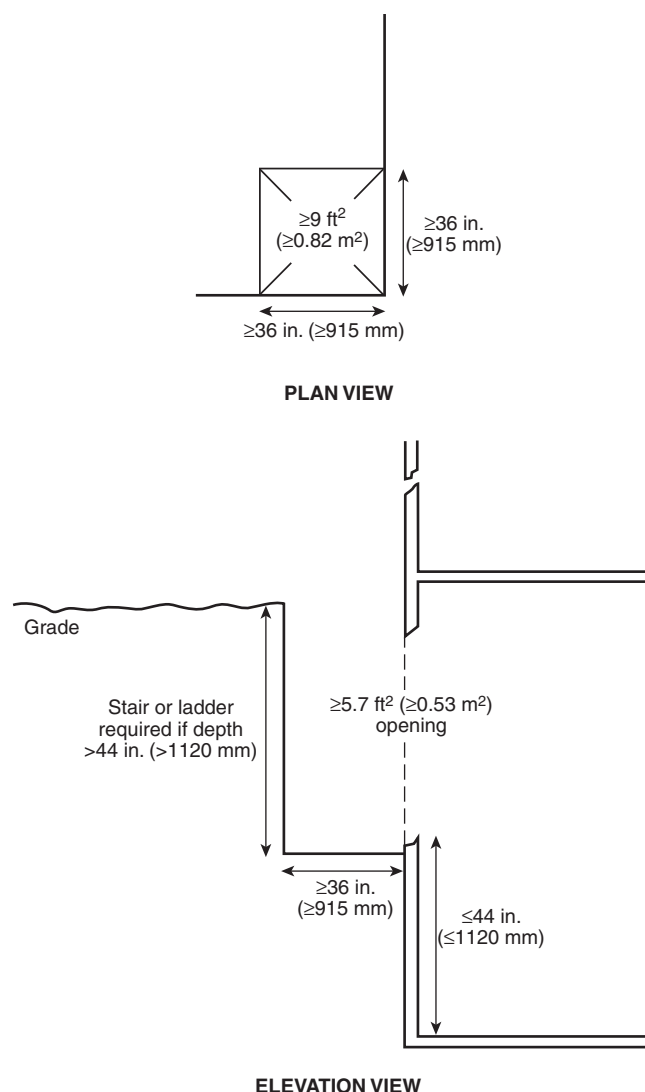 ≥9 ft²
(≥0.82 m²)
≥36 in.
(≥915 mm)
≥36 in. (≥915 mm)
PLAN VIEW
Grade
Stair or ladder
required if depth
>44 in. (>1120 mm)
≥5.7 ft² (≥0.53 m²)
opening
≥36 in.
(≥915 mm)
≤44 in.
(≤1120 mm)
ELEVATION VIEW